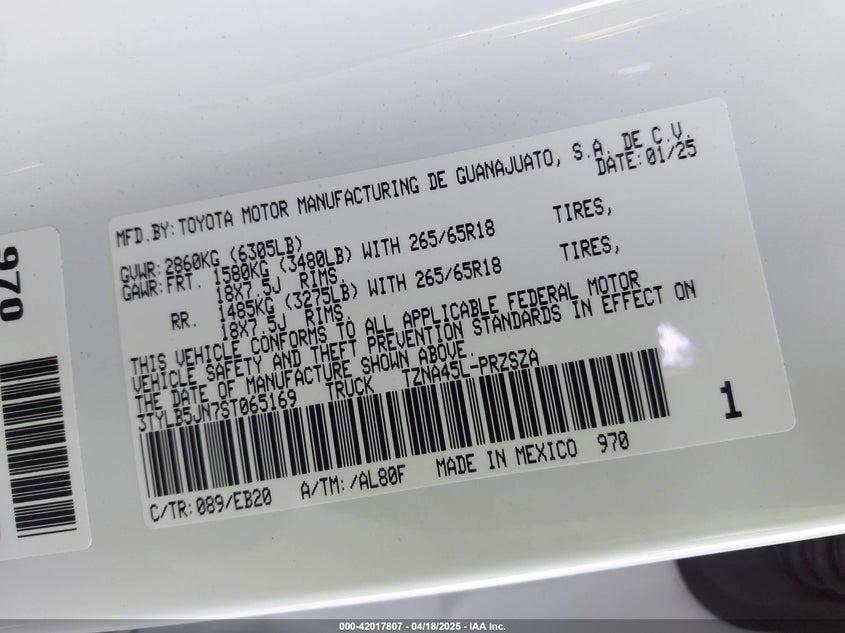 MFD.BY:TOYOTA MOTOR MANUFACTURING DE GUANAJUATO, S.A. DE C.V.
DATE:01/25
GVWR:2860KG (6305LB)
GAWR:FRT. 1580KG (3480LB) WITH 265/65R18 TIRES,
18X7.5J RIMS.
RR. 1485KG (3275LB) WITH 265/65R18 TIRES,
18X7.5J RIMS.
THIS VEHICLE CONFORMS TO ALL APPLICABLE FEDERAL MOTOR
VEHICLE SAFETY AND THEFT PREVENTION STANDARDS IN EFFECT ON
THE DATE OF MANUFACTURE SHOWN ABOVE.
3TYLB5JN7ST065169 TRUCK TZNA45L-PRZSZA
C/TR:089/EB20 A/TM:/AL80F MADE IN MEXICO 970
1
970
000-42017807 - 04/18/2025 - IAA Inc.